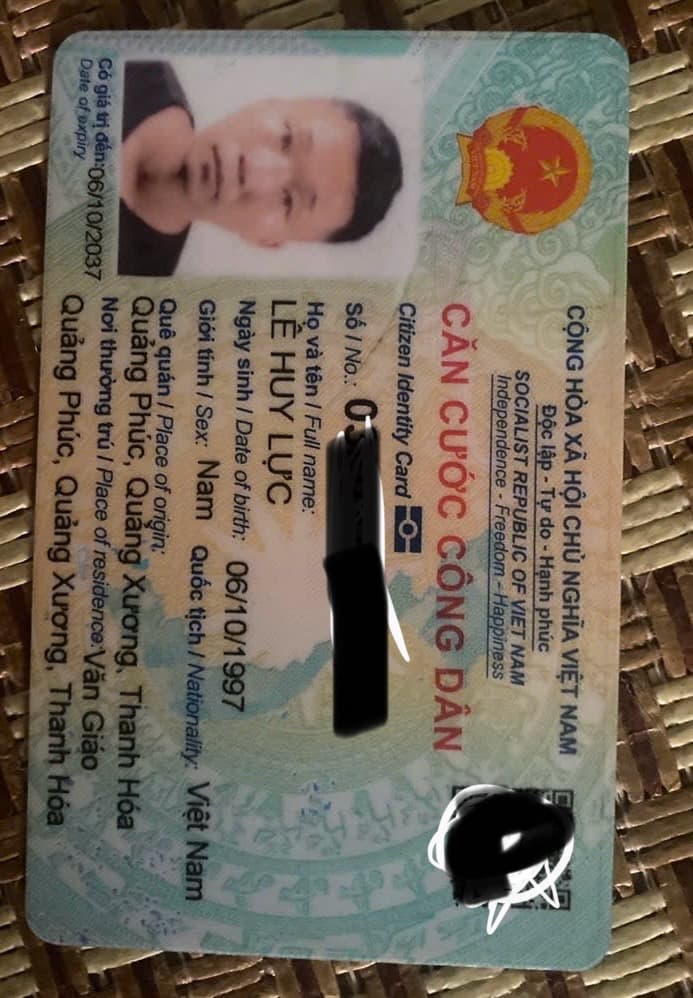 CỘNG HÒA XÃ HỘI CHỦ NGHĨA VIỆT NAM
Độc lập - Tự do - Hạnh phúc
SOCIALIST REPUBLIC OF VIET NAM
Independence - Freedom - Happiness
CĂN CƯỚC CÔNG DÂN
Citizen Identity Card
Số / No.:
Họ và tên / Full name:
LÊ HUY LỰC
Ngày sinh / Date of birth: 06/10/1997
Giới tính / Sex: Nam Quốc tịch / Nationality: Việt Nam
Quê quán / Place of origin:
Quảng Phúc, Quảng Xương, Thanh Hóa
Nơi thường trú / Place of residence: Văn Giáo
Quảng Phúc, Quảng Xương, Thanh Hóa
Có giá trị đến: 06/10/2037
Date of expiry